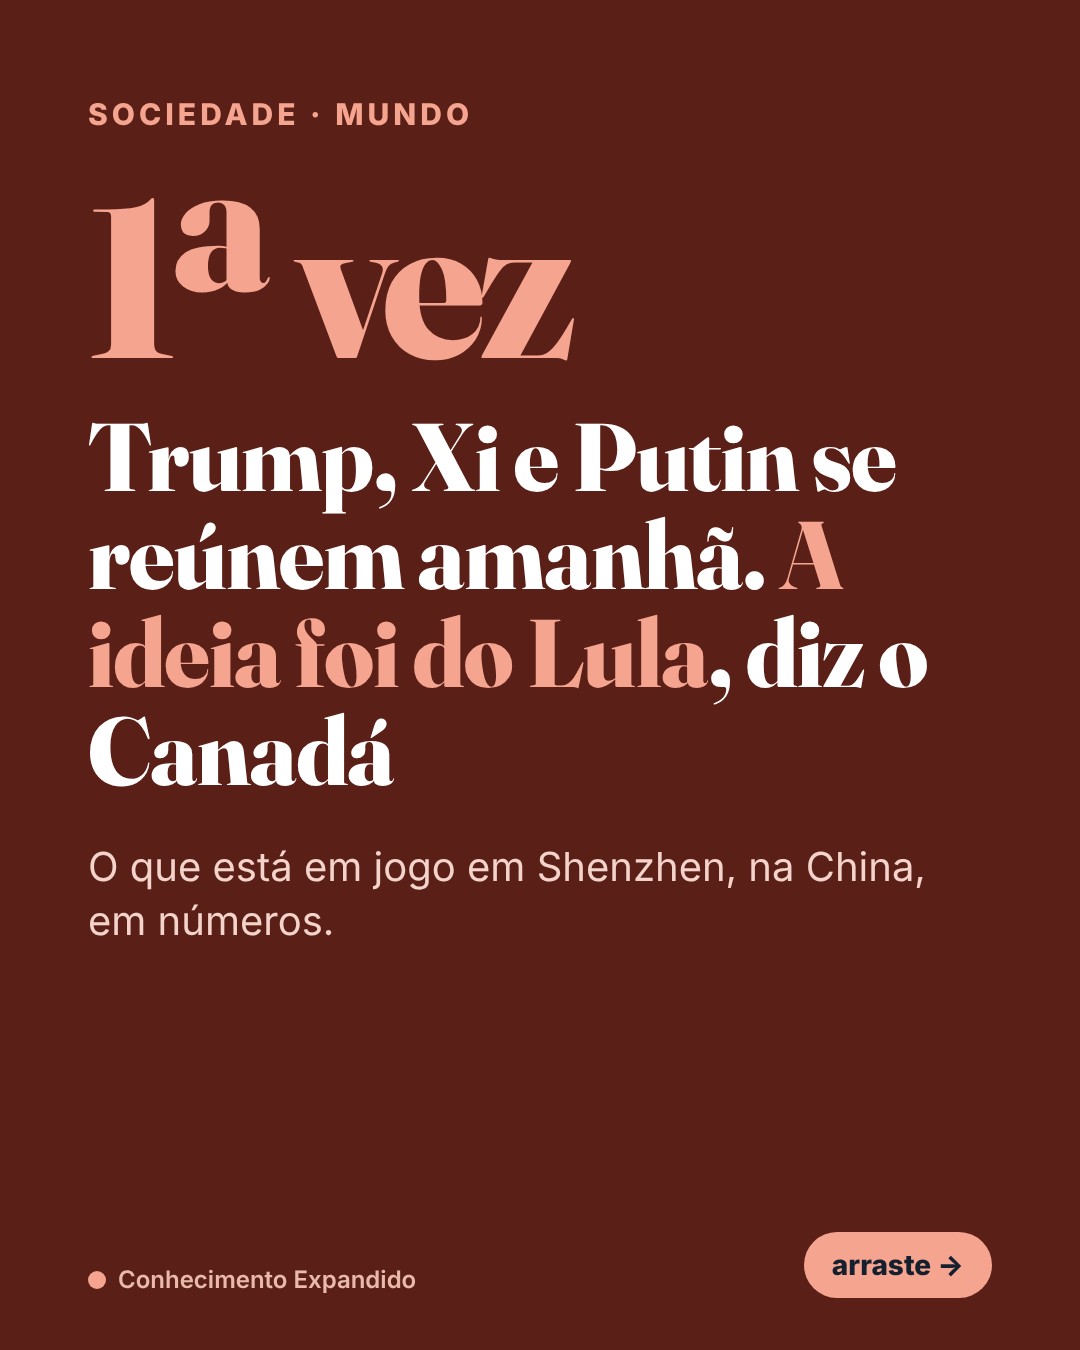 SOCIEDADE · MUNDO
1ª vez
Trump, Xi e Putin se
reúnem amanhã. A
ideia foi do Lula, diz o
Canadá
O que está em jogo em Shenzhen, na China,
em números.
Conhecimento Expandido
arraste →